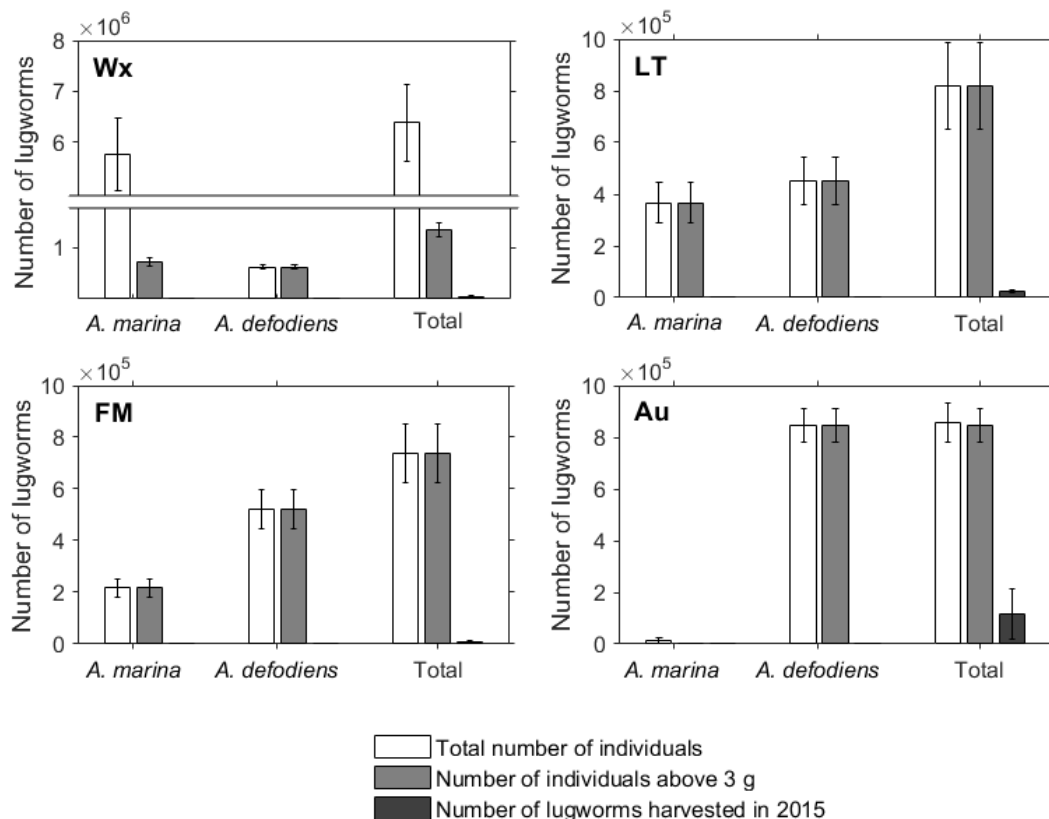 ×10⁶
8
Wx
7
6
1
Number of lugworms
A. marina
A. defodiens
Total
×10⁵
10
LT
8
6
4
2
0
Number of lugworms
A. marina
A. defodiens
Total
×10⁵
10
FM
8
6
4
2
0
Number of lugworms
A. marina
A. defodiens
Total
×10⁵
10
Au
8
6
4
2
0
Number of lugworms
A. marina
A. defodiens
Total
Total number of individuals
Number of individuals above 3 g
Number of lugworms harvested in 2015